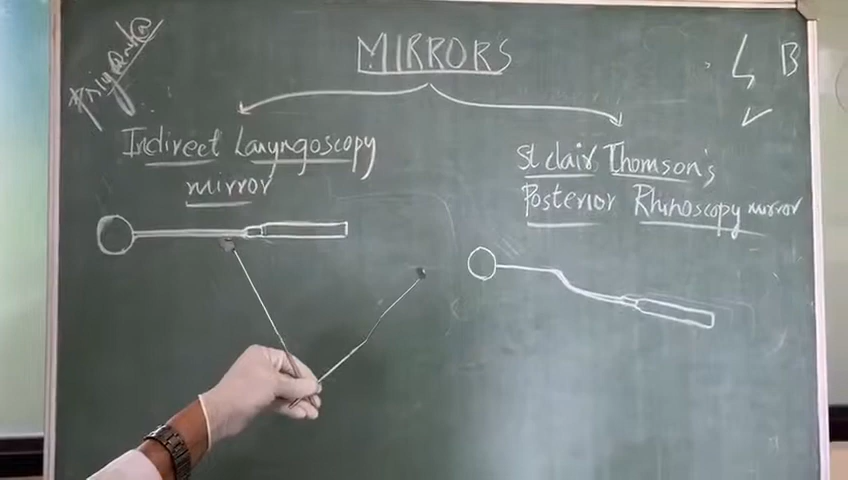 MIRRORS
B
Indirect Laryngoscopy
mirror
St clair Thomson's
Posterior Rhinoscopy mirror